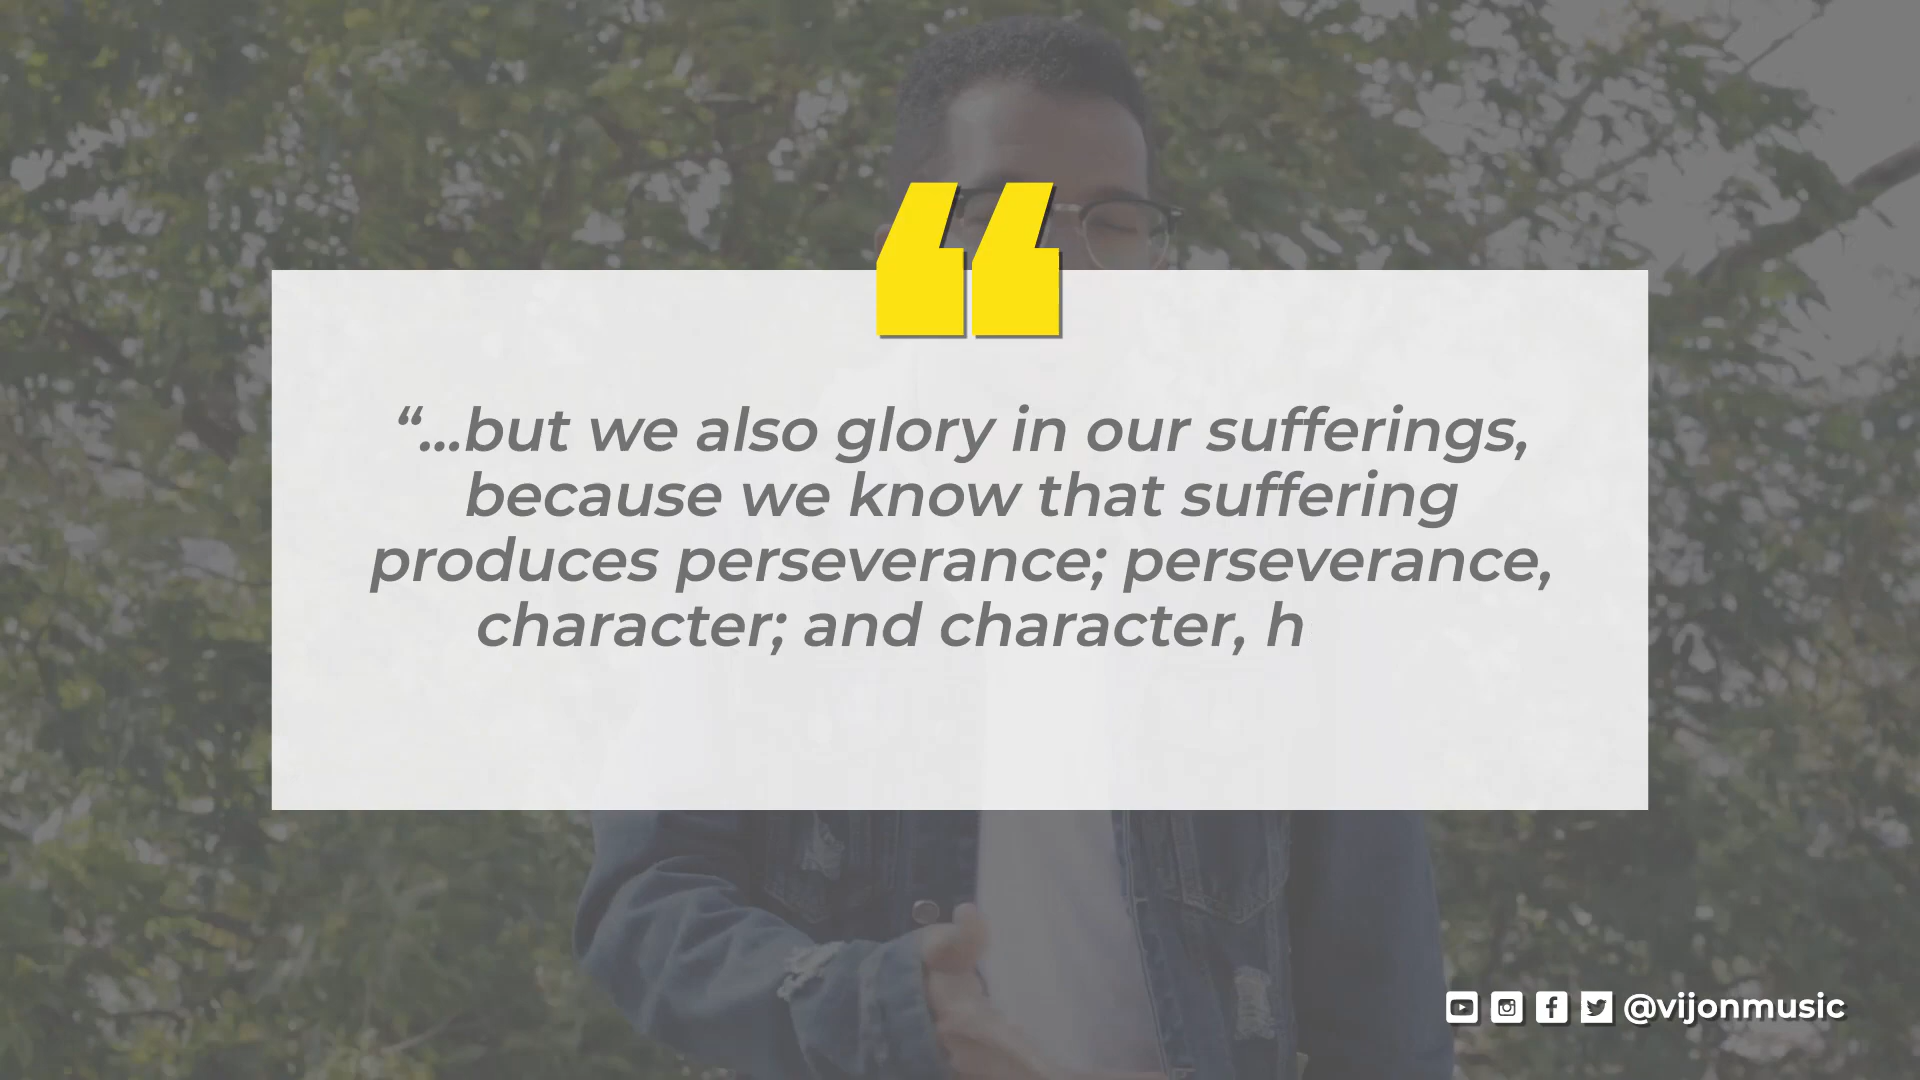 “...but we also glory in our sufferings,
because we know that suffering
produces perseverance; perseverance,
character; and character, h
@vijonmusic